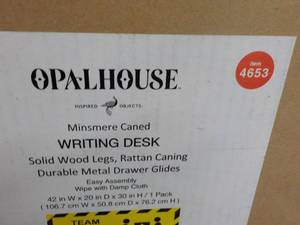 item
4653
OPALHOUSE
INSPIRED OBJECTS.
Minsmere Caned
WRITING DESK
Solid Wood Legs, Rattan Caning
Durable Metal Drawer Glides
Easy Assembly
Wipe with Damp Cloth
42 in W x 20 in D x 30 in H / 1 Pack
( 106.7 cm W x 50.8 cm D x 76.2 cm H )
TEAM